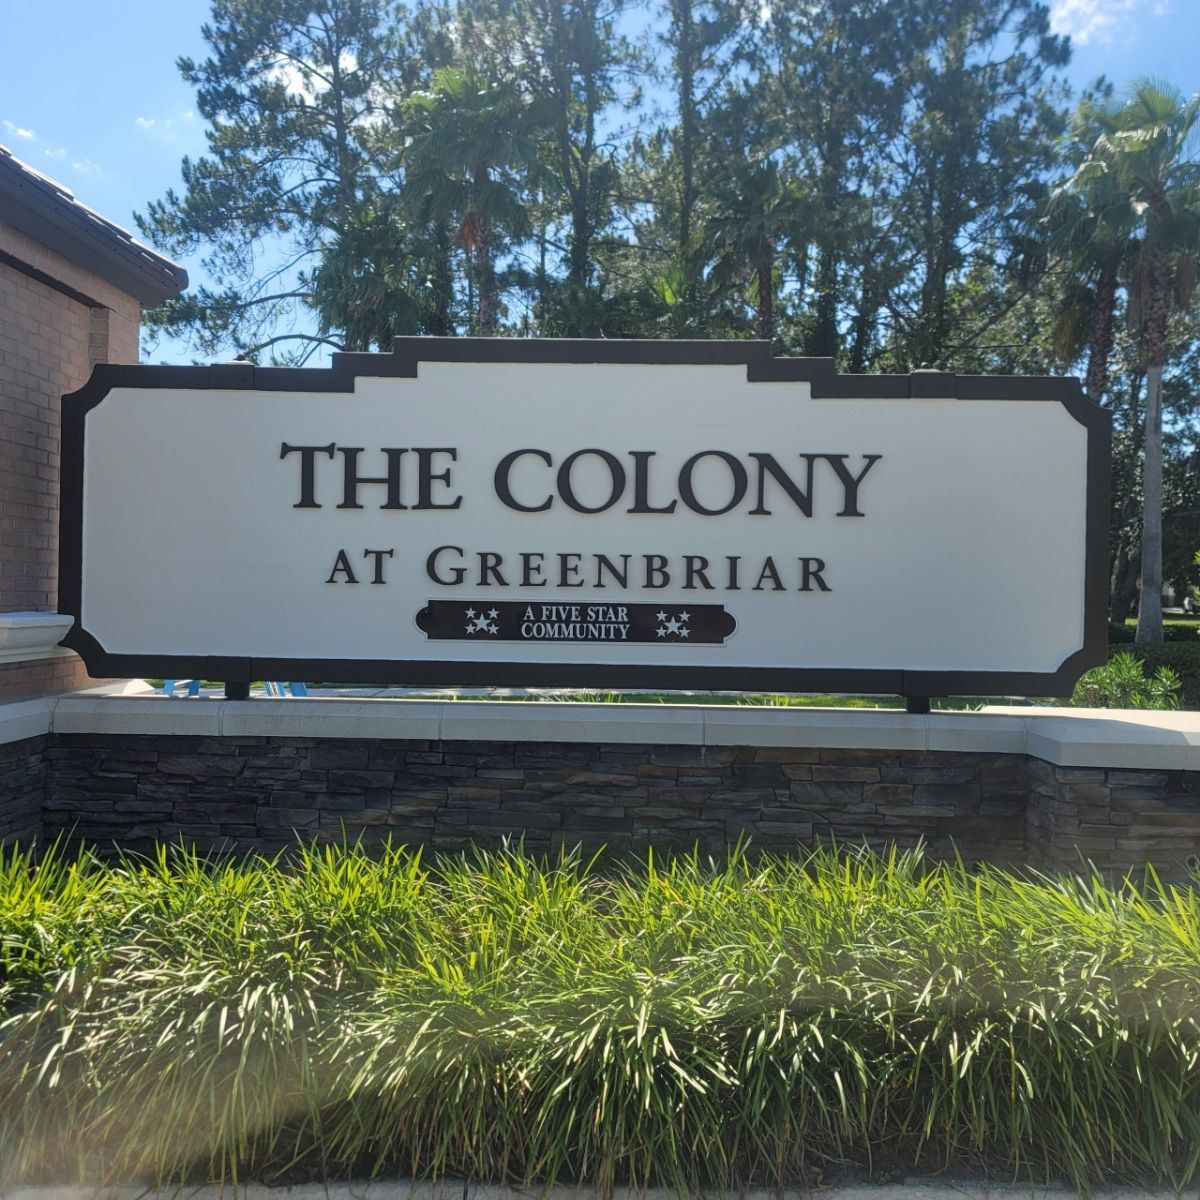 THE COLONY
AT GREENBRIAR
A FIVE STAR
COMMUNITY